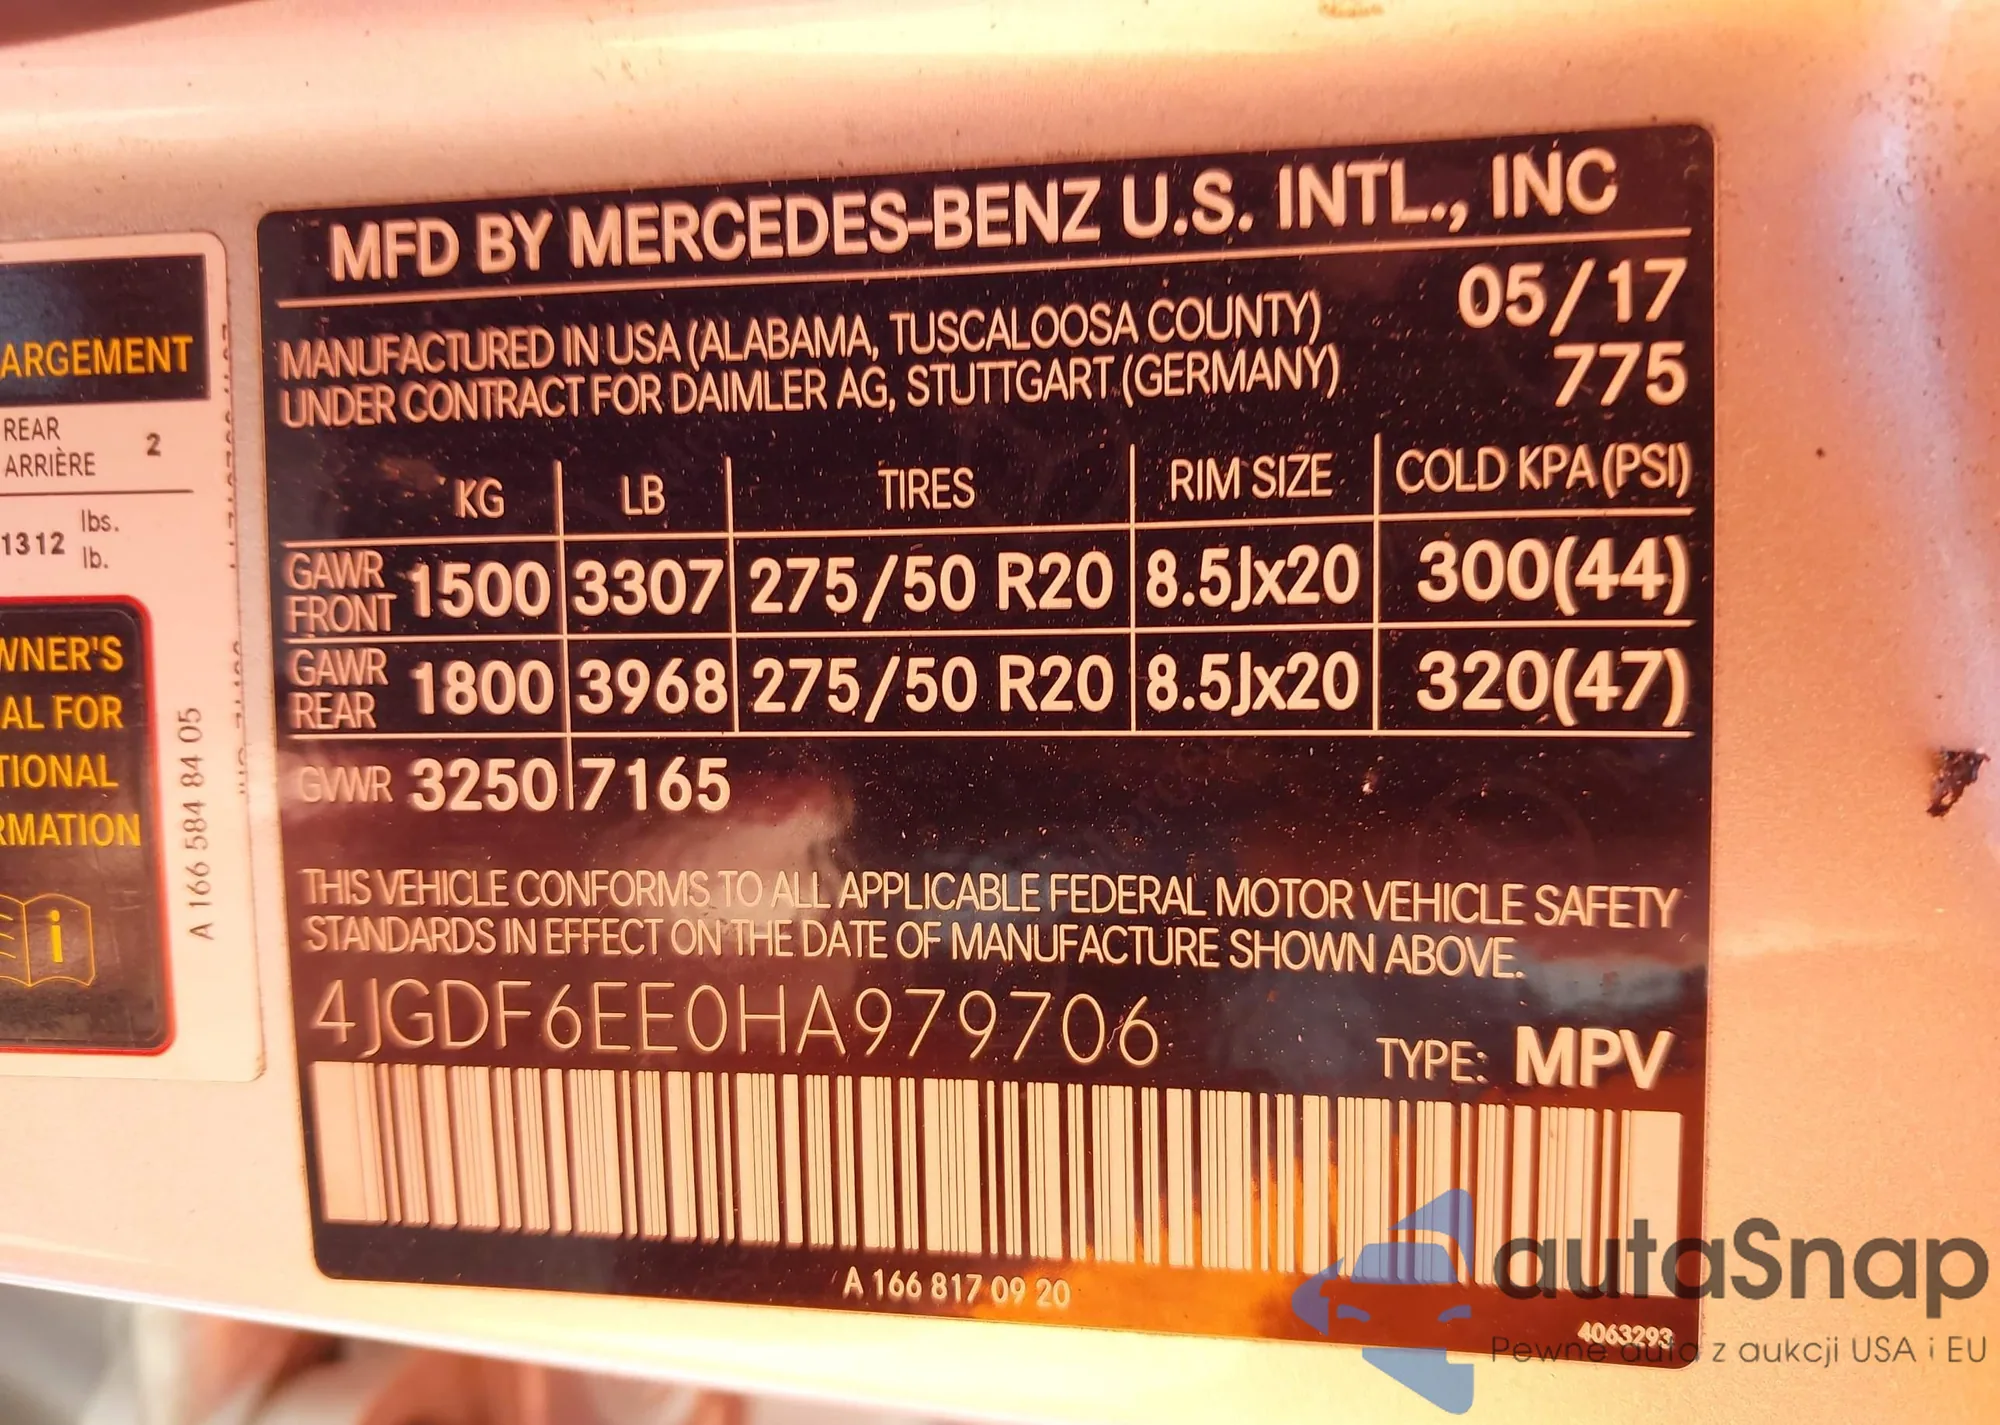 ARGEMENT
REAR
ARRIÈRE 2
1312 lbs.
lb.
WNER'S
AL FOR
TIONAL
RMATION
i
A 166 584 84 05
MFD BY MERCEDES-BENZ U.S. INTL., INC
05/17
MANUFACTURED IN USA (ALABAMA, TUSCALOOSA COUNTY)
UNDER CONTRACT FOR DAIMLER AG, STUTTGART (GERMANY) 775
KG LB TIRES RIM SIZE COLD KPA (PSI)
GAWR FRONT 1500 3307 275/50 R20 8.5Jx20 300(44)
GAWR REAR 1800 3968 275/50 R20 8.5Jx20 320(47)
GVWR 3250 7165
THIS VEHICLE CONFORMS TO ALL APPLICABLE FEDERAL MOTOR VEHICLE SAFETY
STANDARDS IN EFFECT ON THE DATE OF MANUFACTURE SHOWN ABOVE.
4JGDF6EE0HA979706
TYPE: MPV
A 166 817 09 20
4063293
autaSnap
Pewne auta z aukcji USA i EU